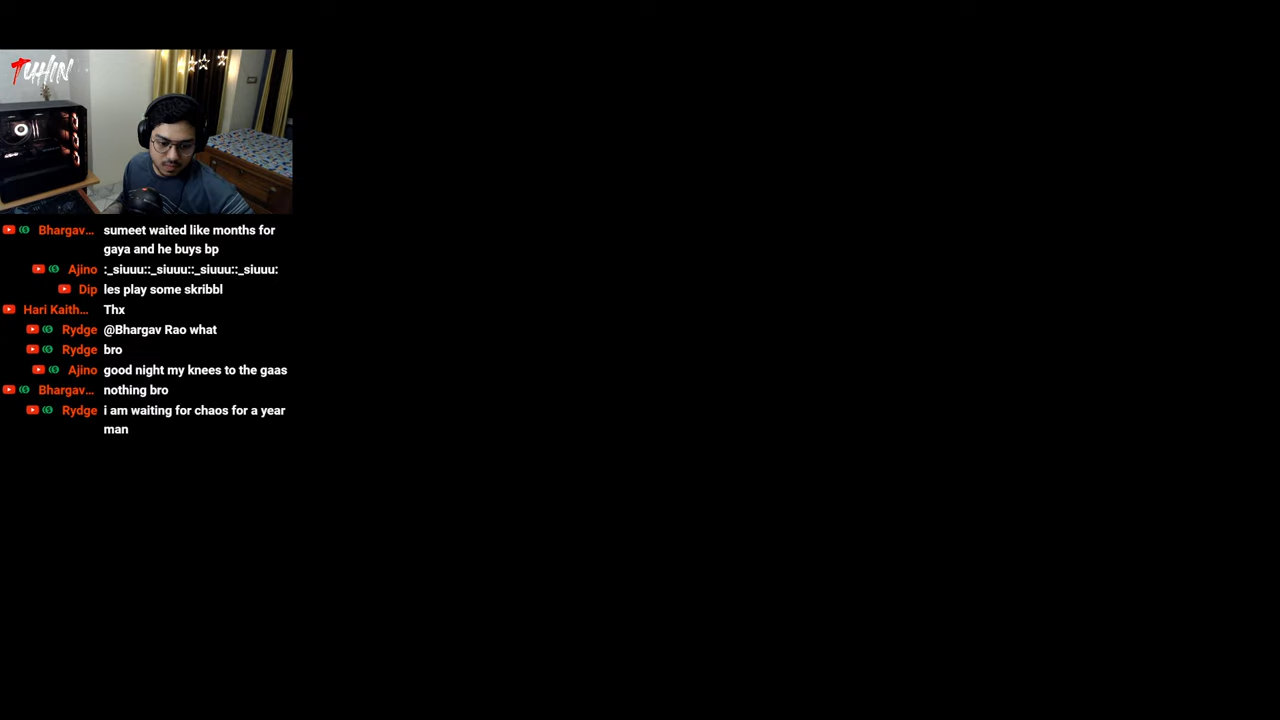 TUHIN
Bhargav… sumeet waited like months for
gaya and he buys bp
Ajino :_siuuu::_siuuu::_siuuu::_siuuu:
Dip les play some skribbl
Hari Kaith… Thx
Rydge @Bhargav Rao what
Rydge bro
Ajino good night my knees to the gaas
Bhargav… nothing bro
Rydge i am waiting for chaos for a year
man